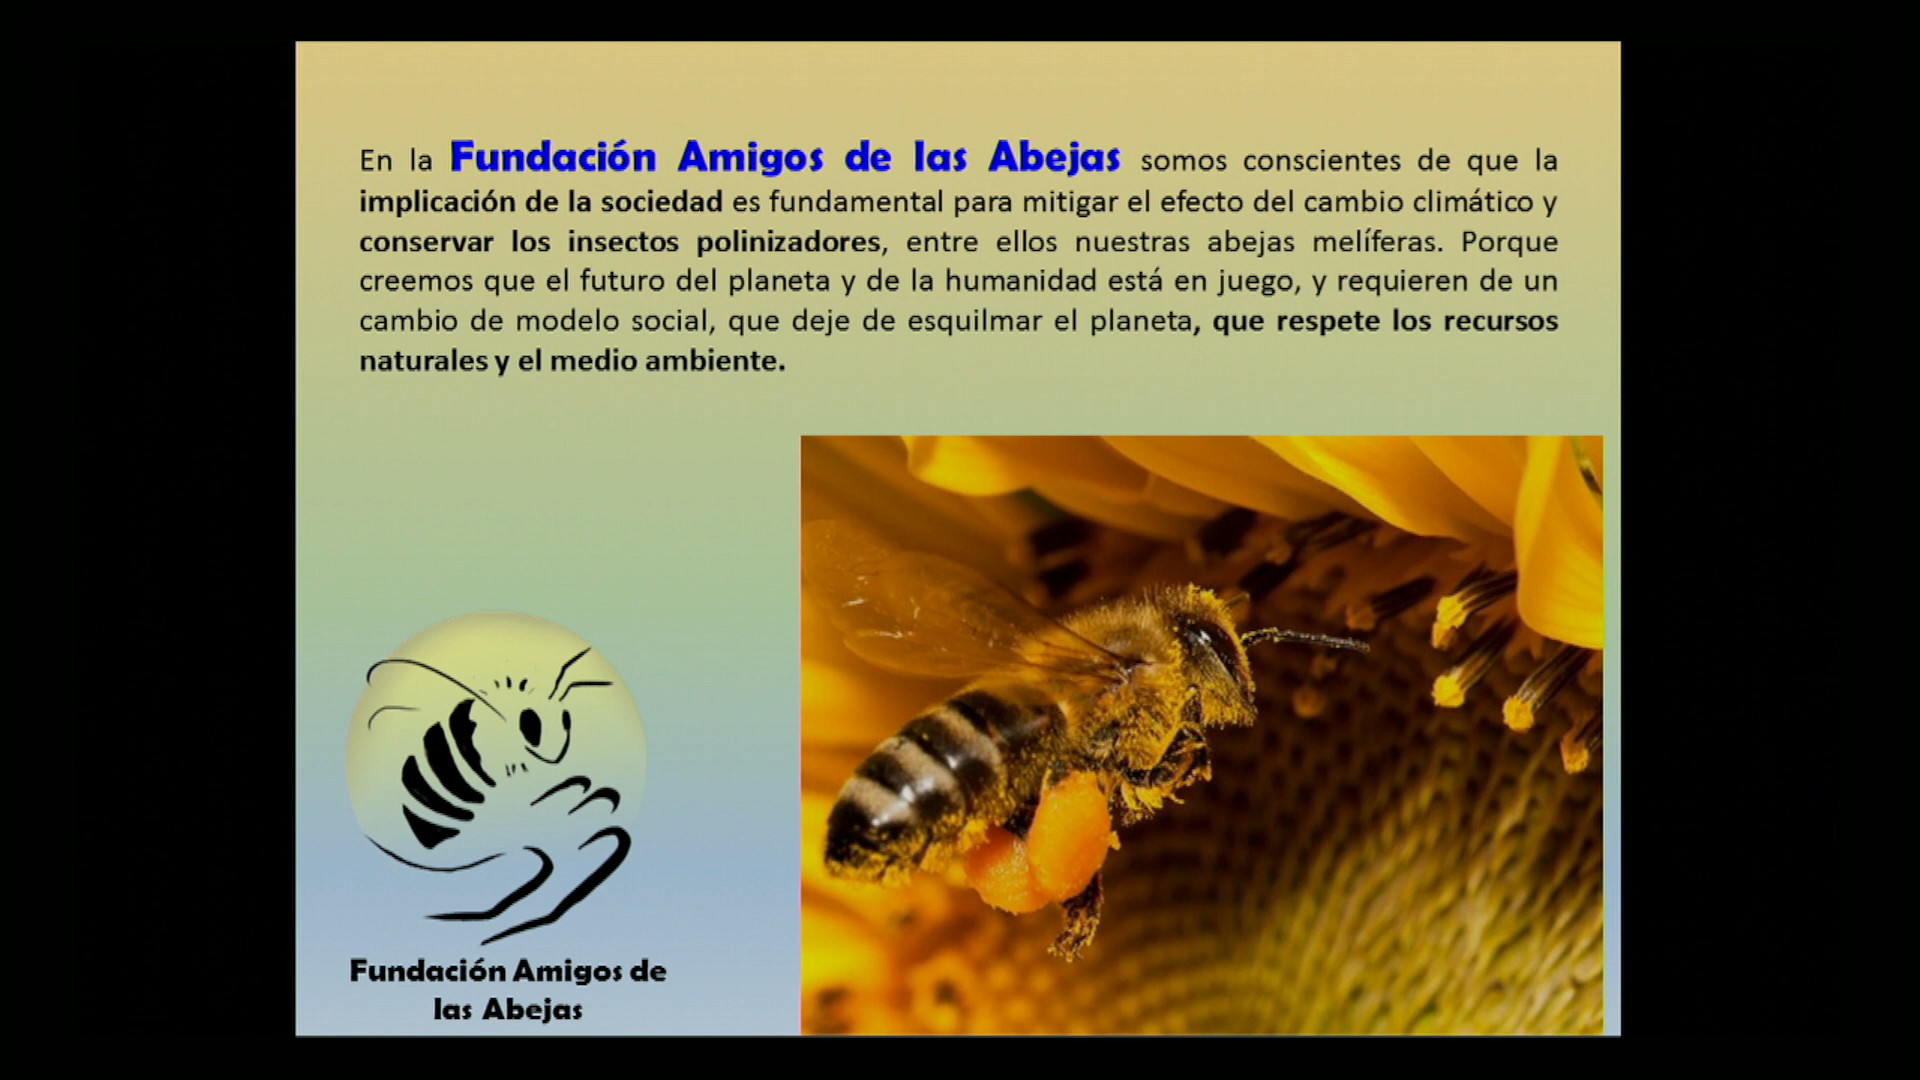 En la Fundación Amigos de las Abejas somos conscientes de que la
implicación de la sociedad es fundamental para mitigar el efecto del cambio climático y
conservar los insectos polinizadores, entre ellos nuestras abejas melíferas. Porque
creemos que el futuro del planeta y de la humanidad está en juego, y requieren de un
cambio de modelo social, que deje de esquilmar el planeta, que respete los recursos
naturales y el medio ambiente.
Fundación Amigos de
las Abejas